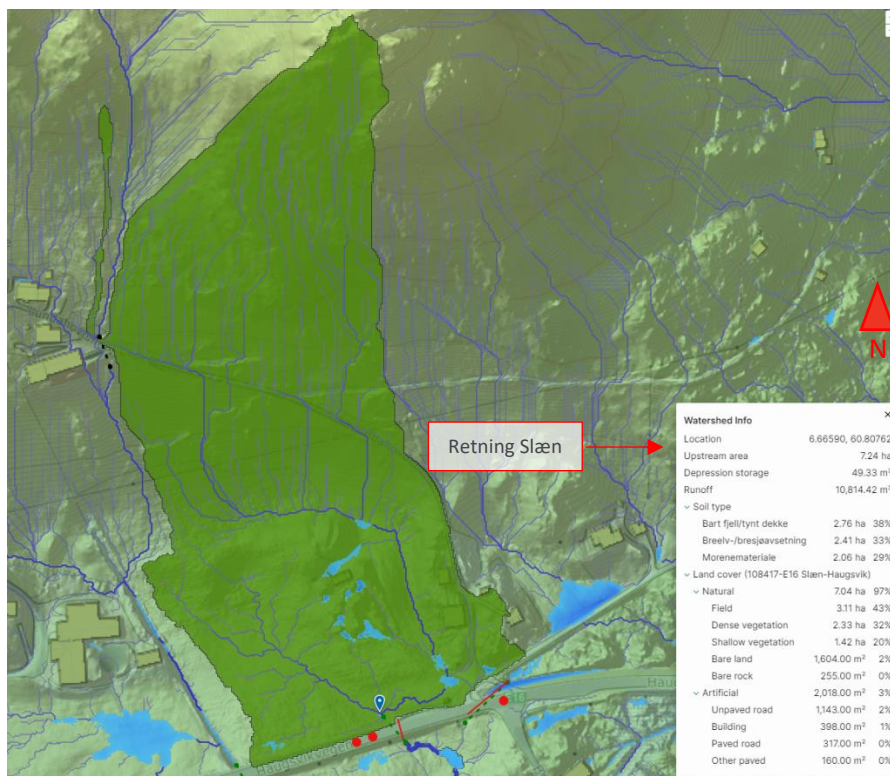 N
Retning Slæn
Watershed Info
Location 6.66590, 60.80762
Upstream area 7.24 ha
Depression storage 49.33 m³
Runoff 10,814.42 m³
Soil type
Bart fjell/tynt dekke 2.76 ha 38%
Breelv-/bresjøavsetning 2.41 ha 33%
Morenemateriale 2.06 ha 29%
Land cover (108417-E16 Slæn-Haugsvik)
Natural 7.04 ha 97%
Field 3.11 ha 43%
Dense vegetation 2.33 ha 32%
Shallow vegetation 1.42 ha 20%
Bare land 1,604.00 m² 2%
Bare rock 255.00 m² 0%
Artificial 2,018.00 m² 3%
Unpaved road 1,143.00 m² 2%
Building 398.00 m² 1%
Paved road 317.00 m² 0%
Other paved 160.00 m² 0%